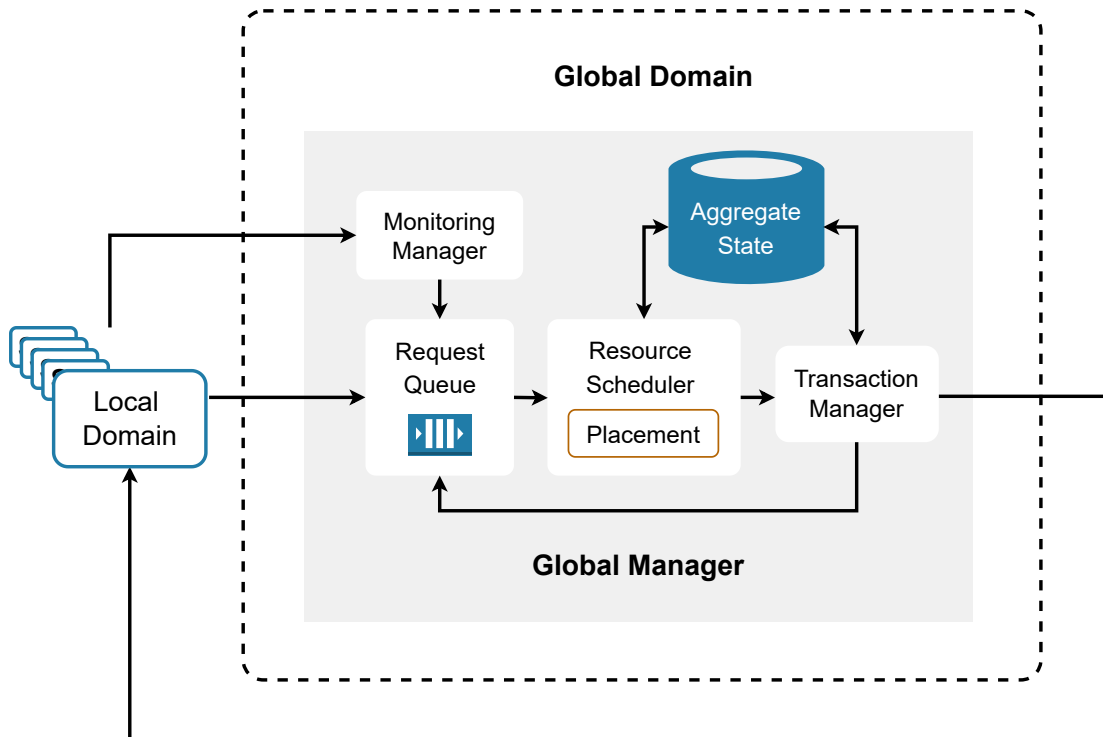 Global Domain
Aggregate
State
Monitoring
Manager
Request
Queue
Resource
Scheduler
Placement
Transaction
Manager
Local
Domain
Global Manager